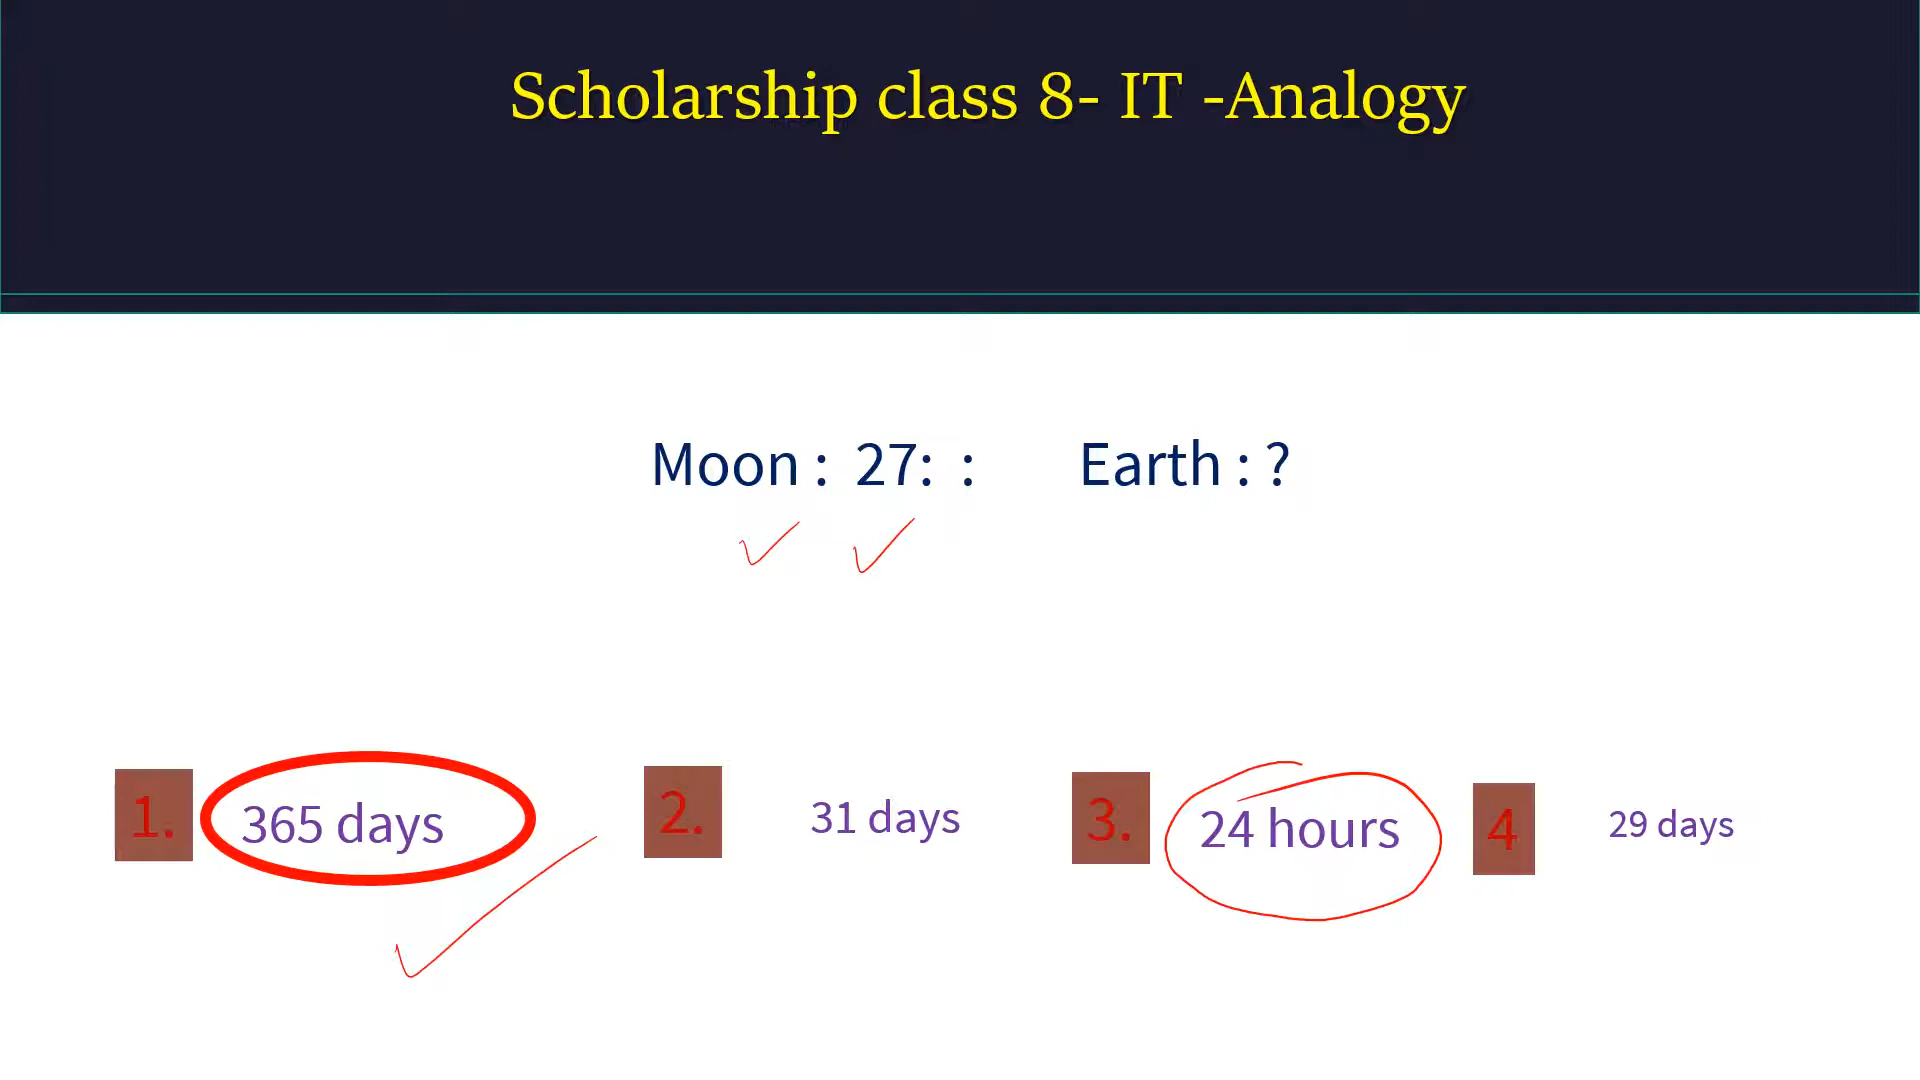 Scholarship class 8- IT -Analogy
Moon : 27: : Earth : ?
1. 365 days 2. 31 days 3. 24 hours 4 29 days